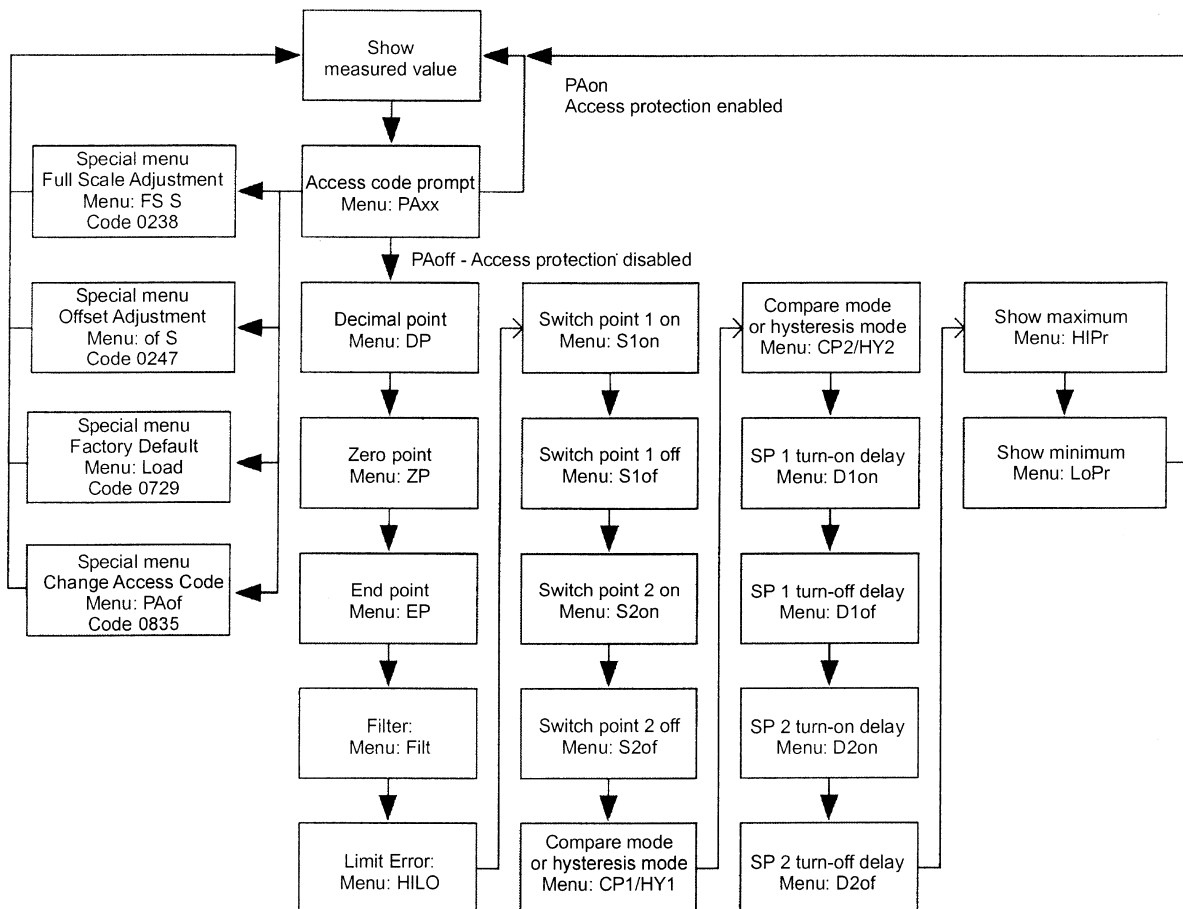 Show
measured value
PAon
Access protection enabled
Special menu
Full Scale Adjustment
Menu: FS S
Code 0238
Access code prompt
Menu: PAxx
PAoff - Access protection disabled
Special menu
Offset Adjustment
Menu: of S
Code 0247
Special menu
Factory Default
Menu: Load
Code 0729
Special menu
Change Access Code
Menu: PAof
Code 0835
Decimal point
Menu: DP
Zero point
Menu: ZP
End point
Menu: EP
Filter:
Menu: Filt
Limit Error:
Menu: HILO
Switch point 1 on
Menu: S1on
Switch point 1 off
Menu: S1of
Switch point 2 on
Menu: S2on
Switch point 2 off
Menu: S2of
Compare mode
or hysteresis mode
Menu: CP1/HY1
Compare mode
or hysteresis mode
Menu: CP2/HY2
SP 1 turn-on delay
Menu: D1on
SP 1 turn-off delay
Menu: D1of
SP 2 turn-on delay
Menu: D2on
SP 2 turn-off delay
Menu: D2of
Show maximum
Menu: HIPr
Show minimum
Menu: LoPr